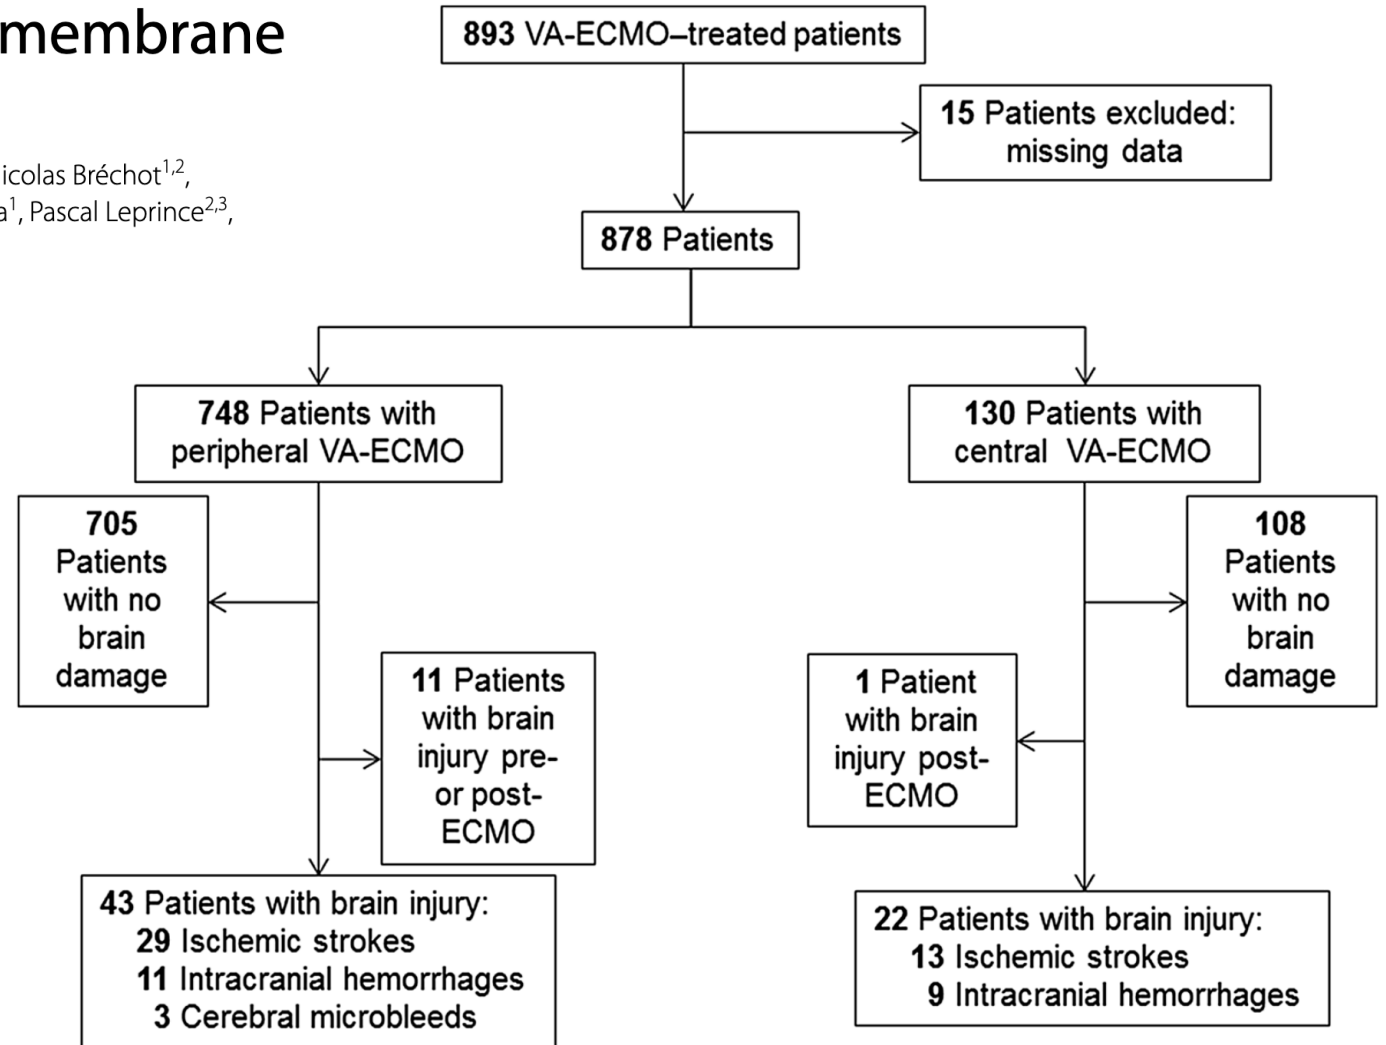 membrane
icolas Bréchot1,2,
a1, Pascal Leprince2,3,
893 VA-ECMO–treated patients
15 Patients excluded:
missing data
878 Patients
748 Patients with
peripheral VA-ECMO
130 Patients with
central VA-ECMO
705
Patients
with no
brain
damage
108
Patients
with no
brain
damage
11 Patients
with brain
injury pre-
or post-
ECMO
1 Patient
with brain
injury post-
ECMO
43 Patients with brain injury:
29 Ischemic strokes
11 Intracranial hemorrhages
3 Cerebral microbleeds
22 Patients with brain injury:
13 Ischemic strokes
9 Intracranial hemorrhages